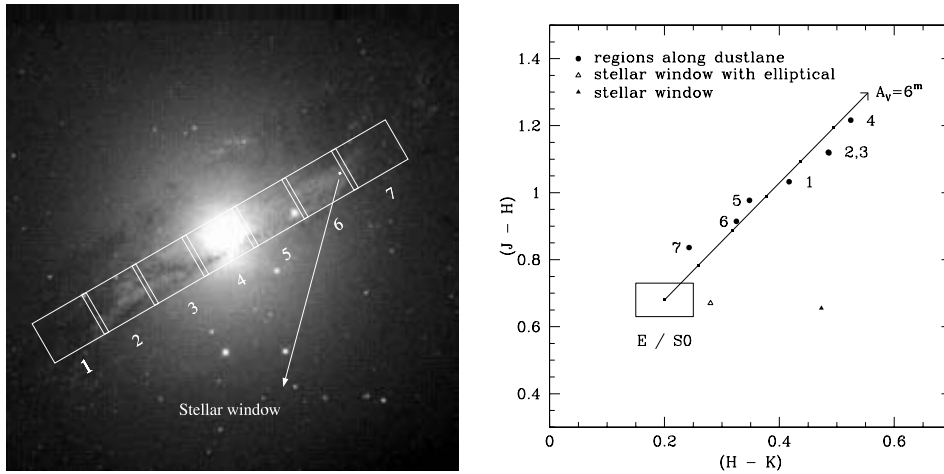 1
2
3
4
5
6
7
Stellar window
1.4
1.2
1
0.8
0.6
0.4
0
0.2
0.4
0.6
(J – H)
(H – K)
regions along dustlane
stellar window with elliptical
stellar window
A_V=6^m
4
2,3
1
5
6
7
E / S0